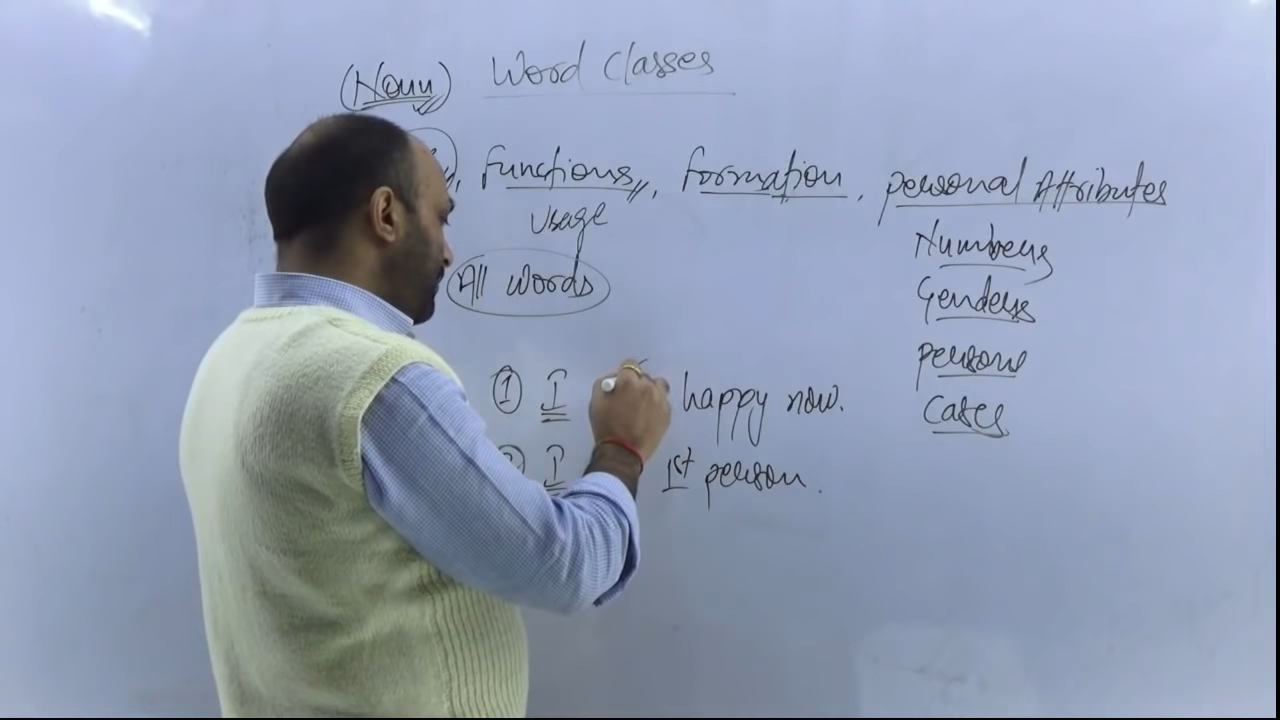 (Noun) Word Classes
, Functions, Formation, personal Attributes
Usage
Numbers
All Words
Genders
persons
Cases
① I happy now.
I 1st person.